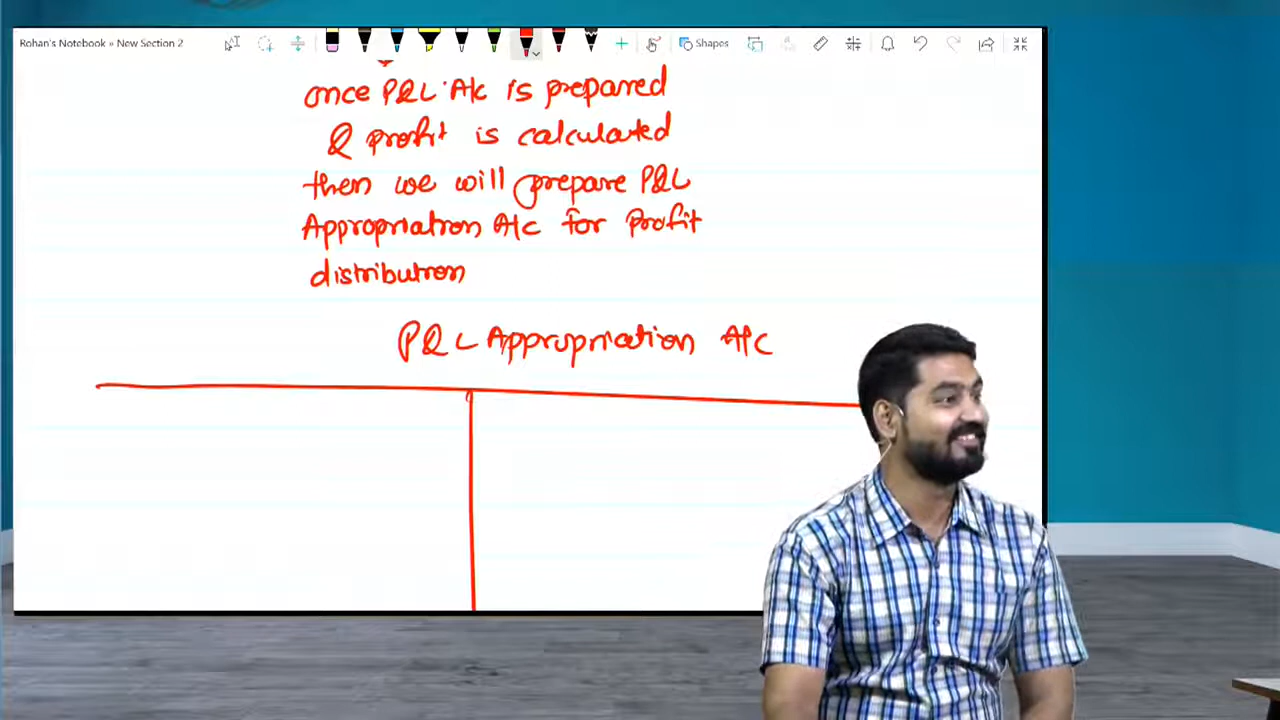 Rohan's Notebook » New Section 2
Shapes
once P&L A/c is prepared
& profit is calculated
then we will prepare P&L
Appropriation A/c for Profit
distribution
P&L Appropriation A/c